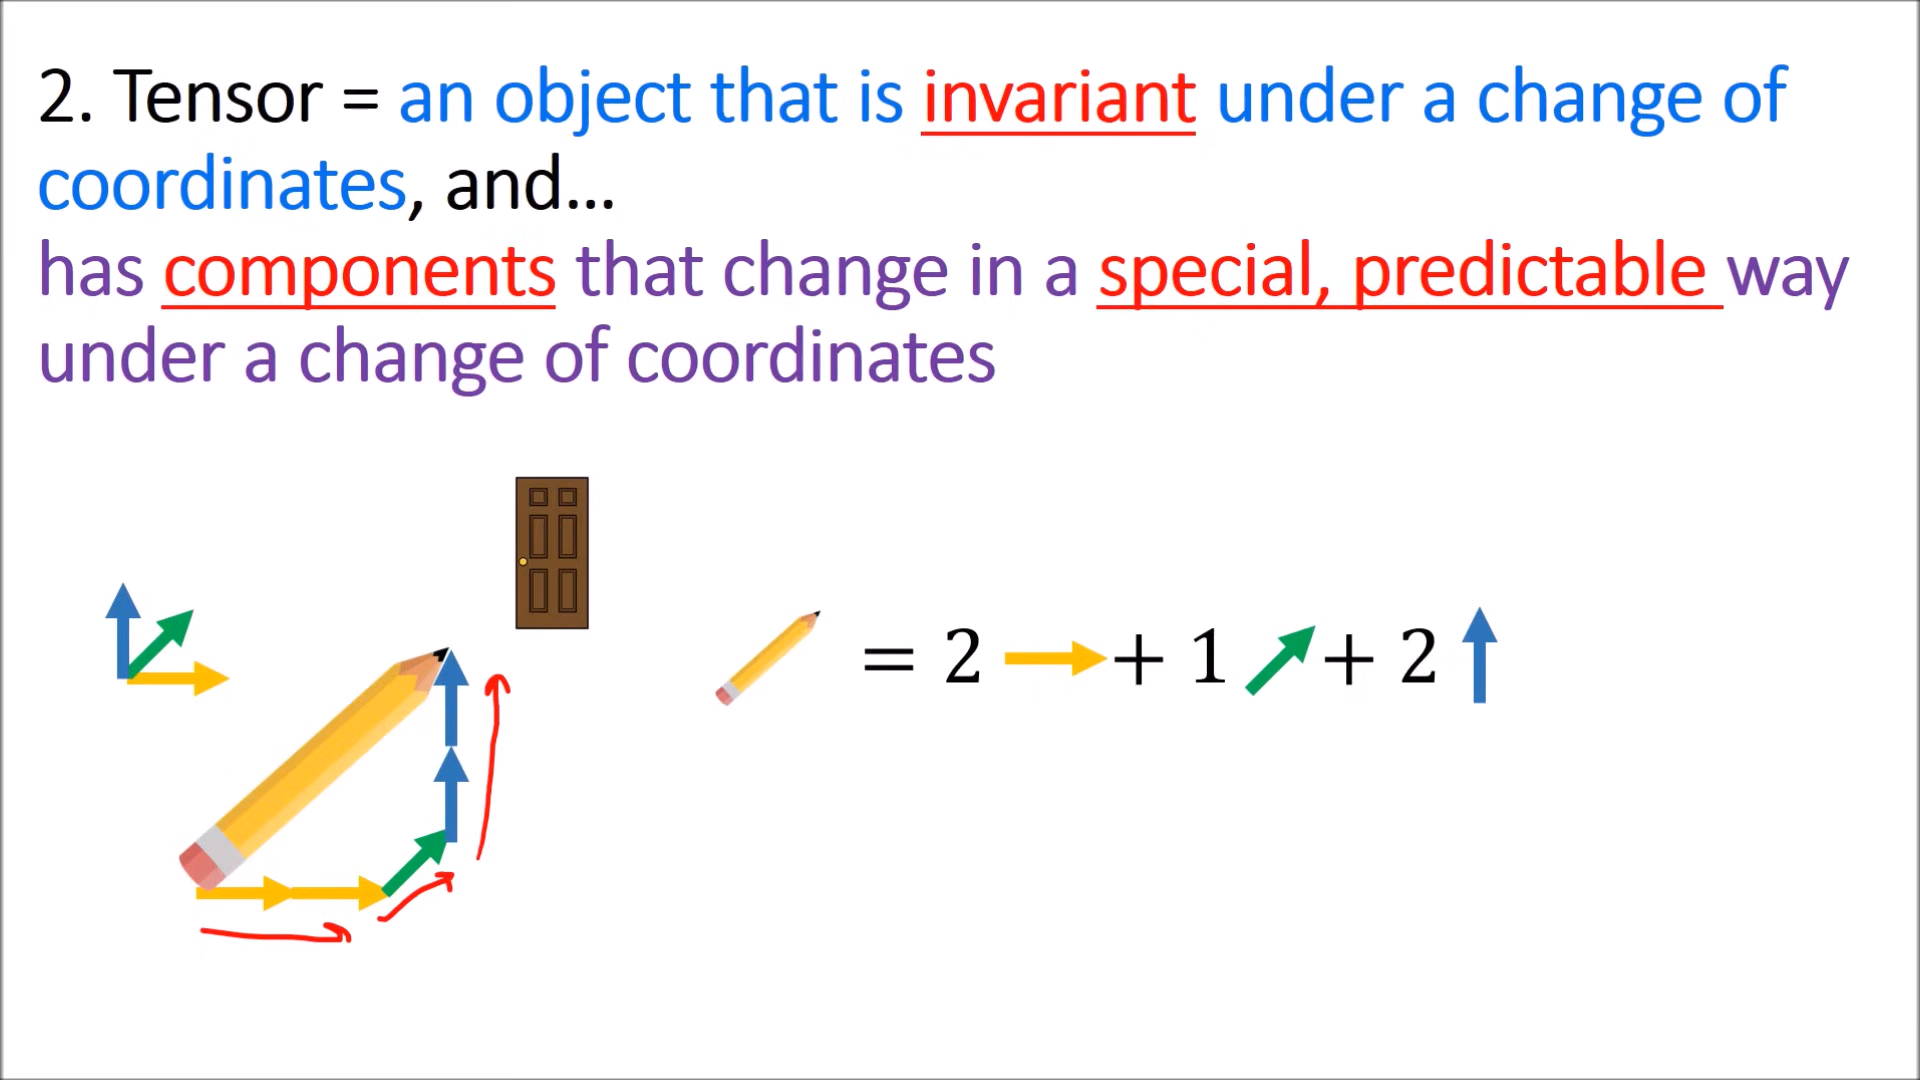 2. Tensor = an object that is invariant under a change of
coordinates, and...
has components that change in a special, predictable way
under a change of coordinates
= 2 + 1 + 2